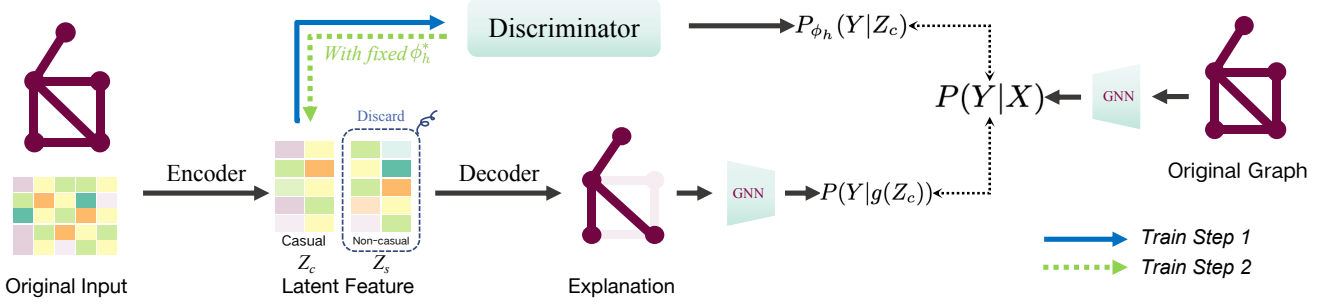 Discriminator
With fixed ϕ*_h
P_{ϕ_h}(Y|Z_c)
P(Y|X)
GNN
Original Graph
Discard
Encoder
Decoder
GNN
P(Y|g(Z_c))
Casual
Non-casual
Z_c
Z_s
Original Input
Latent Feature
Explanation
Train Step 1
Train Step 2